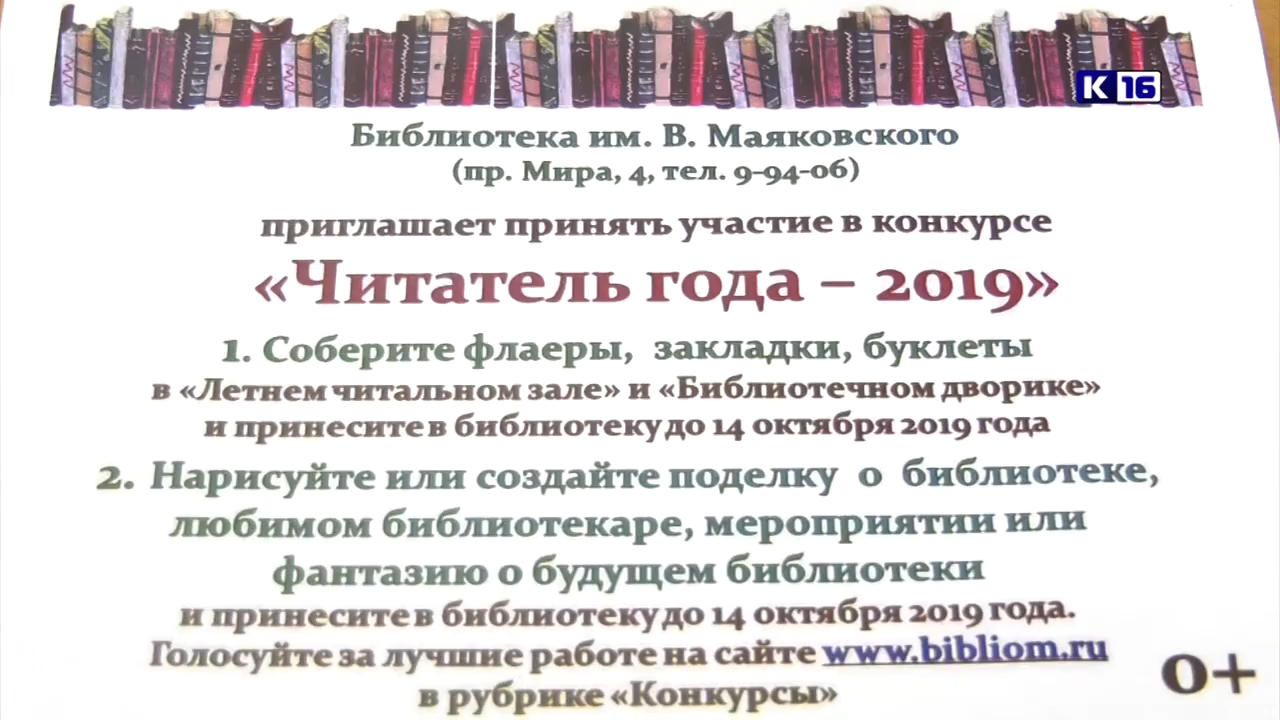 К 16
Библиотека им. В. Маяковского
(пр. Мира, 4, тел. 9-94-06)
приглашает принять участие в конкурсе
«Читатель года – 2019»
1. Соберите флаеры, закладки, буклеты
в «Летнем читальном зале» и «Библиотечном дворике»
и принесите в библиотеку до 14 октября 2019 года
2. Нарисуйте или создайте поделку о библиотеке,
любимом библиотекаре, мероприятии или
фантазию о будущем библиотеки
и принесите в библиотеку до 14 октября 2019 года.
Голосуйте за лучшие работе на сайте www.bibliom.ru
в рубрике «Конкурсы»
0+